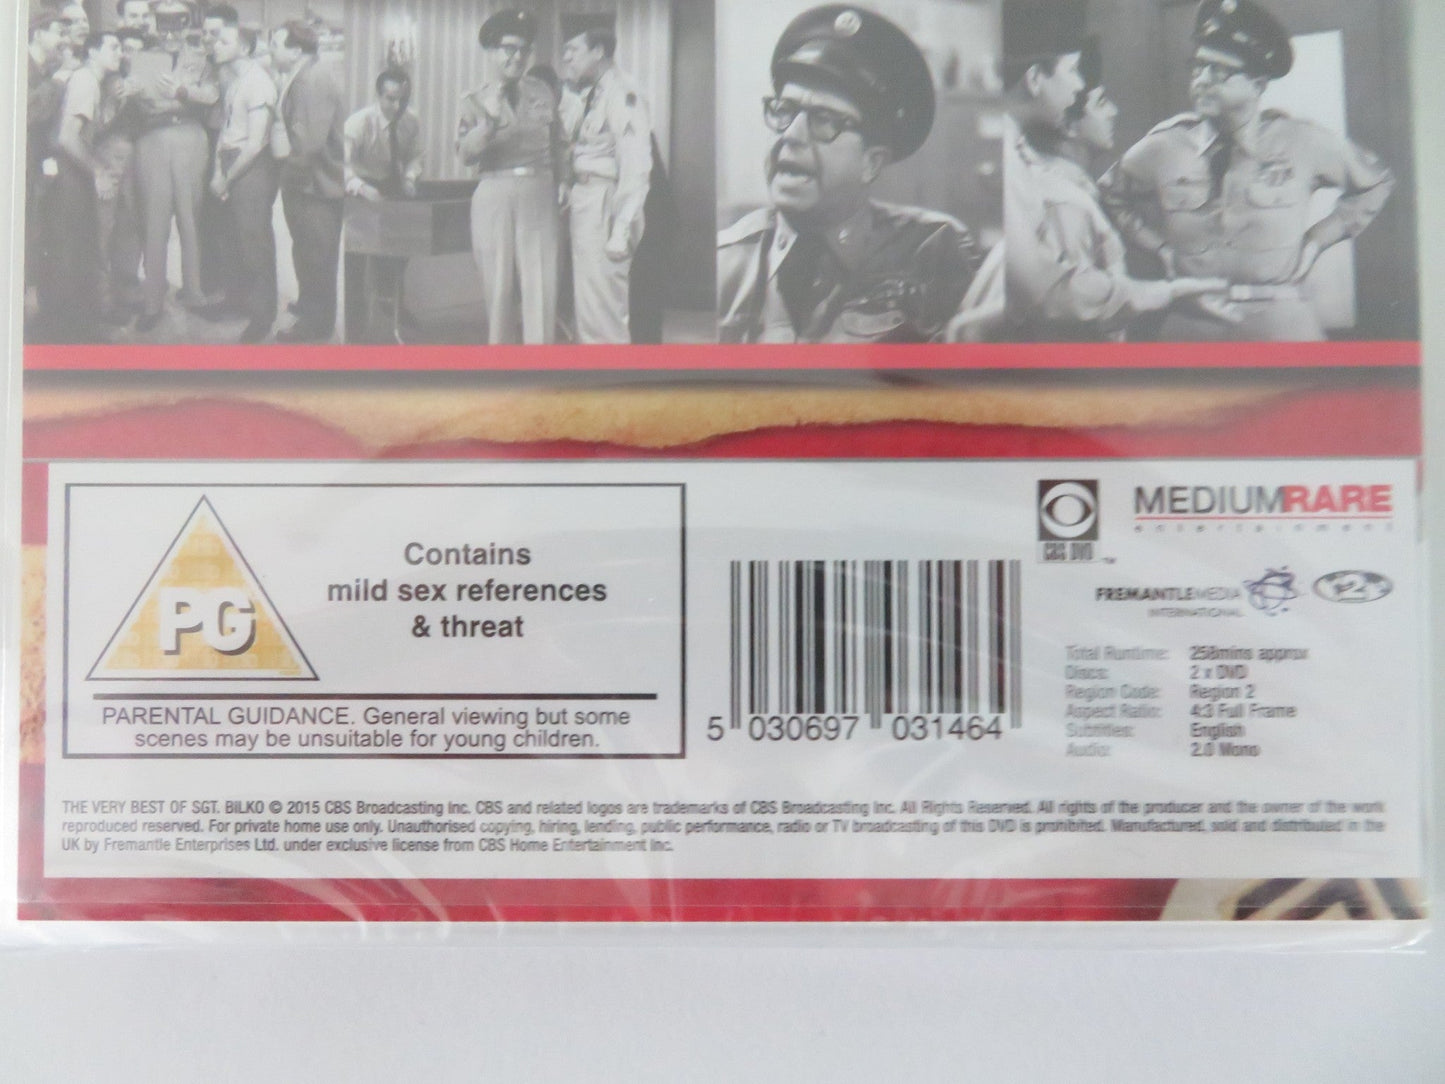 PG
Contains
mild sex references
& threat
PARENTAL GUIDANCE. General viewing but some
scenes may be unsuitable for young children.
5 030697 031464
CBS DVD ™
MEDIUMRARE
entertainment
FREMANTLEMEDIA
INTERNATIONAL
2
Total Runtime: 258mins approx
Discs: 2 x DVD
Region Code: Region 2
Aspect Ratio: 4:3 Full Frame
Subtitles: English
Audio: 2.0 Mono
THE VERY BEST OF SGT. BILKO © 2015 CBS Broadcasting Inc. CBS and related logos are trademarks of CBS Broadcasting Inc. All Rights Reserved. All rights of the producer and the owner of the work
reproduced reserved. For private home use only. Unauthorised copying, hiring, lending, public performance, radio or TV broadcasting of this DVD is prohibited. Manufactured, sold and distributed in the
UK by Fremantle Enterprises Ltd. under exclusive license from CBS Home Entertainment Inc.